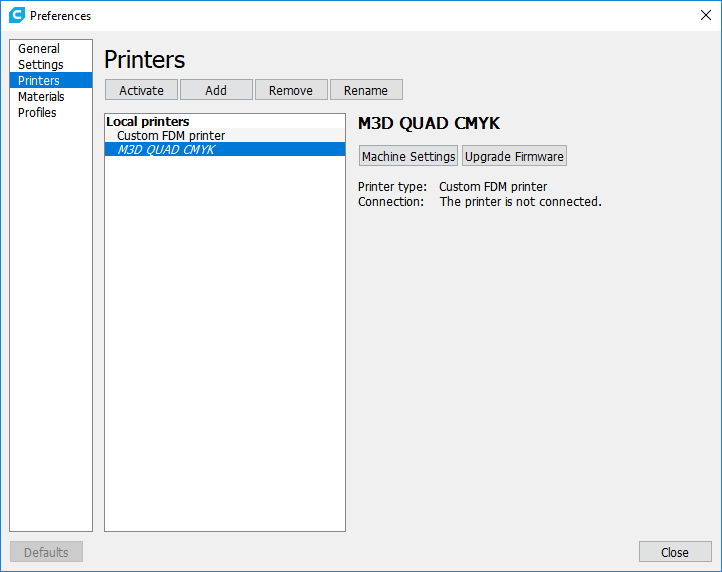 Preferences
General
Settings
Printers
Materials
Profiles
Printers
Activate Add Remove Rename
Local printers
Custom FDM printer
M3D QUAD CMYK
M3D QUAD CMYK
Machine Settings Upgrade Firmware
Printer type: Custom FDM printer
Connection: The printer is not connected.
Defaults Close